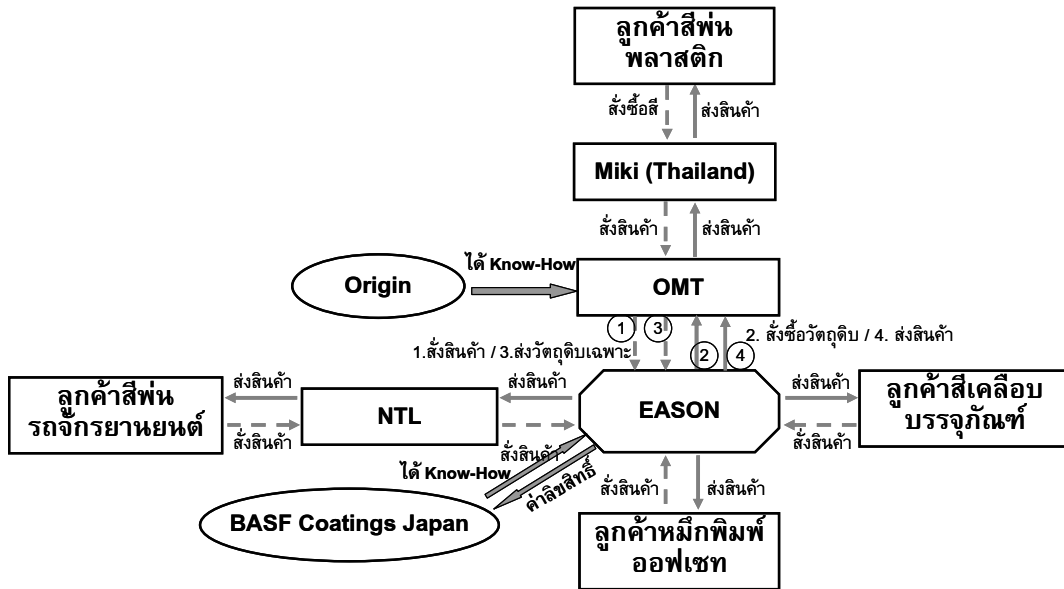 ลูกค้าสีพ่น
พลาสติก
สั่งซื้อสี
ส่งสินค้า
Miki (Thailand)
สั่งสินค้า
ส่งสินค้า
ได้ Know-How
Origin
OMT
1
3
2. สั่งซื้อวัตถุดิบ / 4. ส่งสินค้า
1.สั่งสินค้า / 3.ส่งวัตถุดิบเฉพาะ
2
4
ลูกค้าสีพ่น
รถจักรยานยนต์
ส่งสินค้า
สั่งสินค้า
NTL
ส่งสินค้า
สั่งสินค้า
EASON
ส่งสินค้า
สั่งสินค้า
ลูกค้าสีเคลือบ
บรรจุภัณฑ์
ได้ Know-How
ค่าลิขสิทธิ์
BASF Coatings Japan
สั่งสินค้า
ส่งสินค้า
ลูกค้าหมึกพิมพ์
ออฟเซท